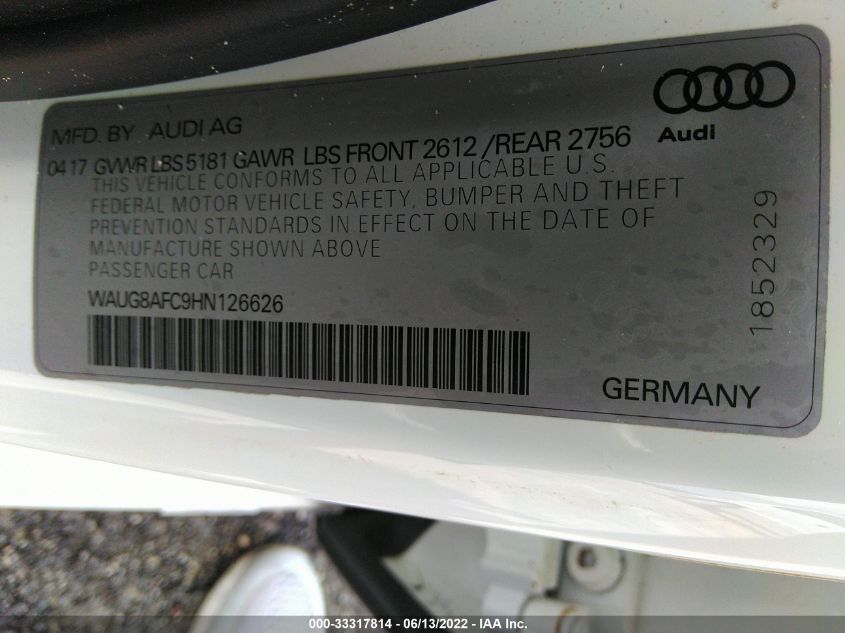 MFD. BY AUDI AG
0417 GVWR LBS 5181 GAWR LBS FRONT 2612 / REAR 2756
THIS VEHICLE CONFORMS TO ALL APPLICABLE U.S.
FEDERAL MOTOR VEHICLE SAFETY, BUMPER AND THEFT
PREVENTION STANDARDS IN EFFECT ON THE DATE OF
MANUFACTURE SHOWN ABOVE
PASSENGER CAR
WAUG8AFC9HN126626
Audi
1852329
GERMANY
000-33317814 - 06/13/2022 - IAA Inc.